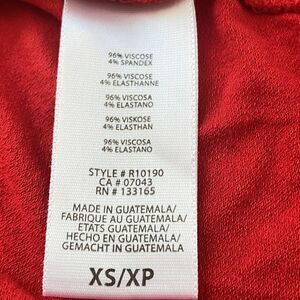 96% VISCOSE
4% SPANDEX
96% VISCOSE
4% ELASTHANNE
96% VISCOSA
4% ELASTANO
96% VISKOSE
4% ELASTHAN
96% VISCOSA
4% ELASTANO
STYLE # R10190
CA # 07043
RN # 133165
MADE IN GUATEMALA/
FABRIQUE AU GUATEMALA/
ETATS GUATEMALA/
HECHO EN GUATEMALA/
GEMACHT IN GUATEMALA
XS/XP